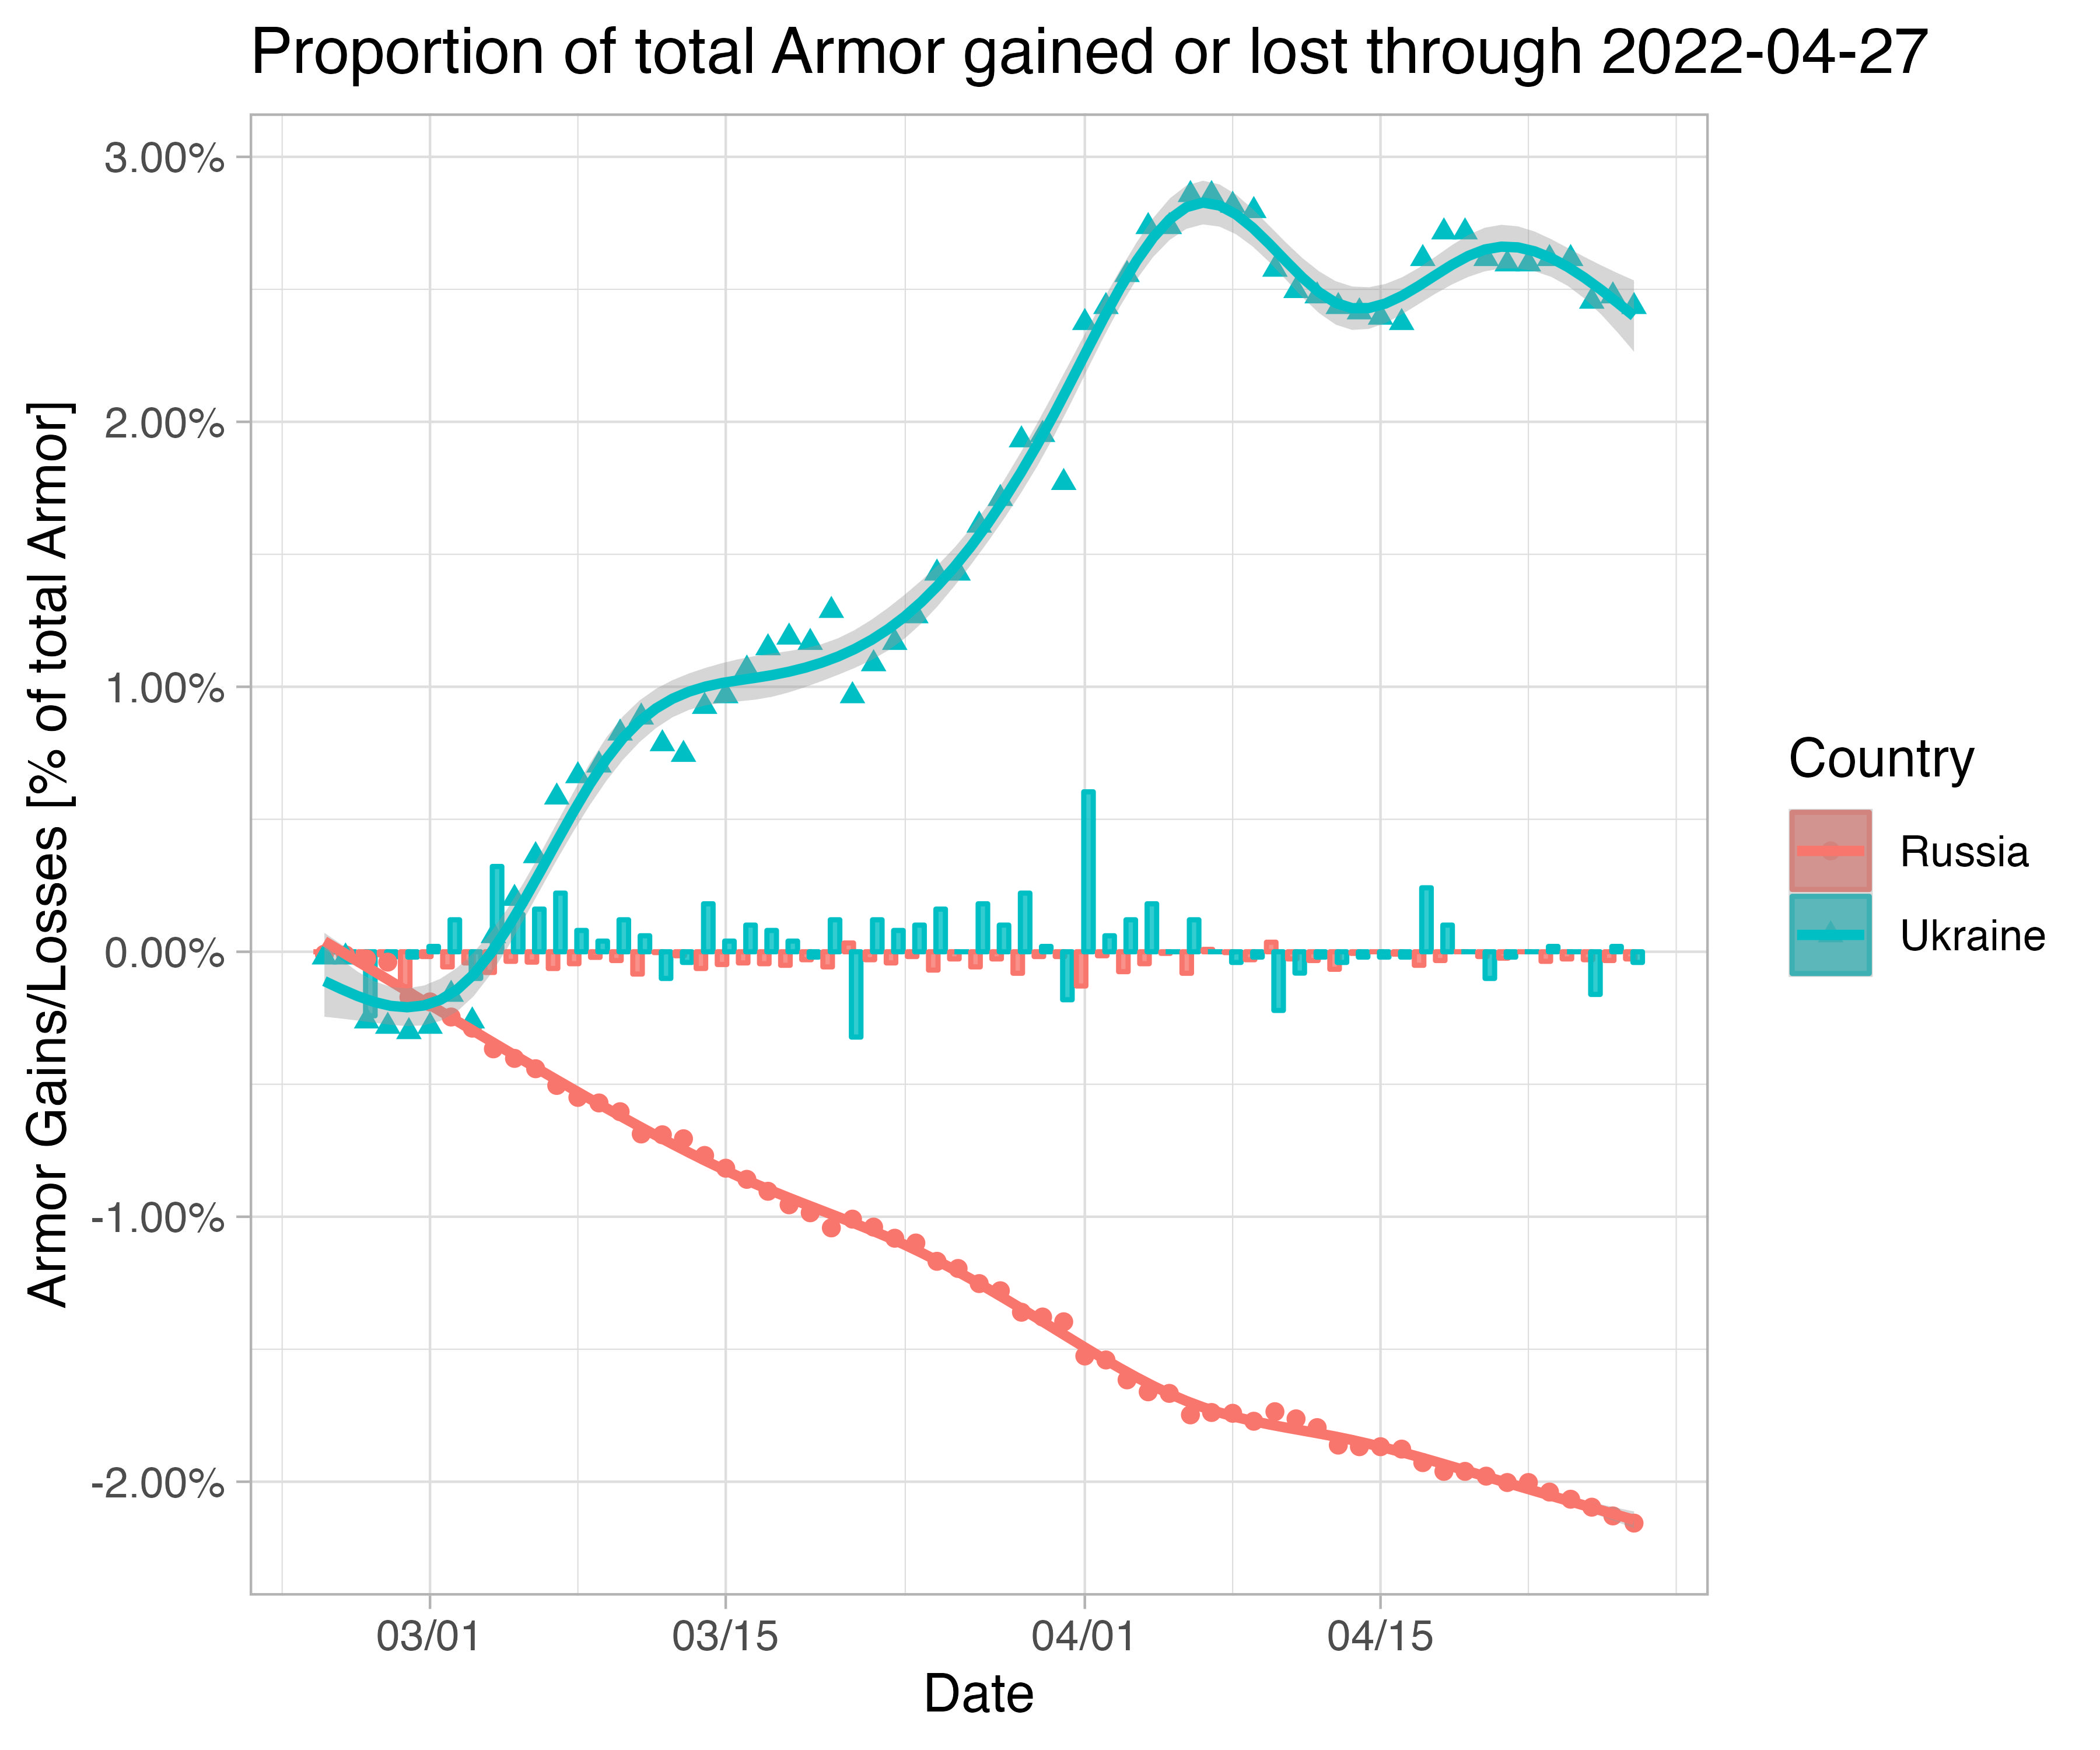 Proportion of total Armor gained or lost through 2022-04-27
Armor Gains/Losses [% of total Armor]
3.00%
2.00%
1.00%
0.00%
-1.00%
-2.00%
03/01
03/15
04/01
04/15
Date
Country
Russia
Ukraine